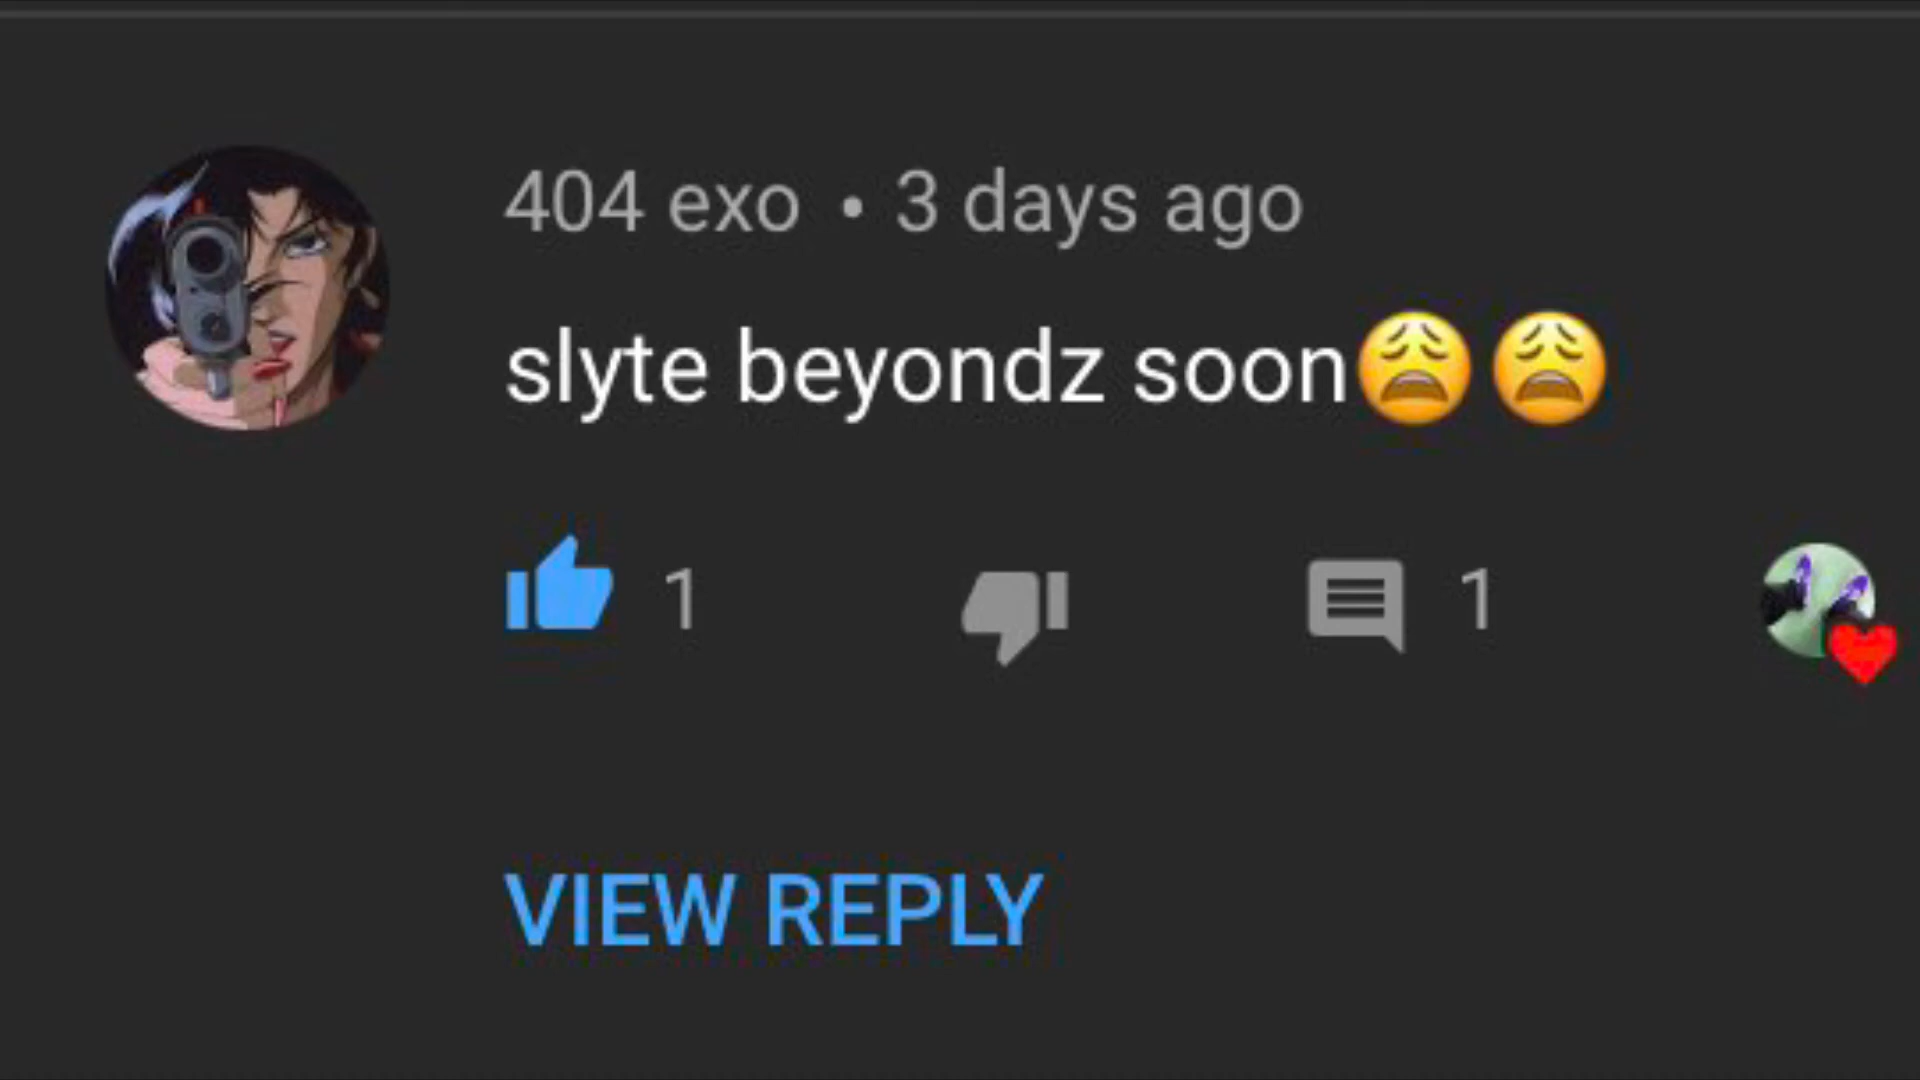 404 exo • 3 days ago
slyte beyondz soon😩😩
1 1
VIEW REPLY